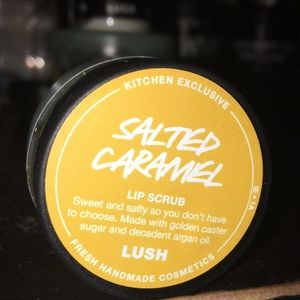 KITCHEN EXCLUSIVE
SALTED
CARAMEL
LIP SCRUB
Sweet and salty so you don't have
to choose. Made with golden caster
sugar and decadent argan oil.
LUSH
FRESH HANDMADE COSMETICS